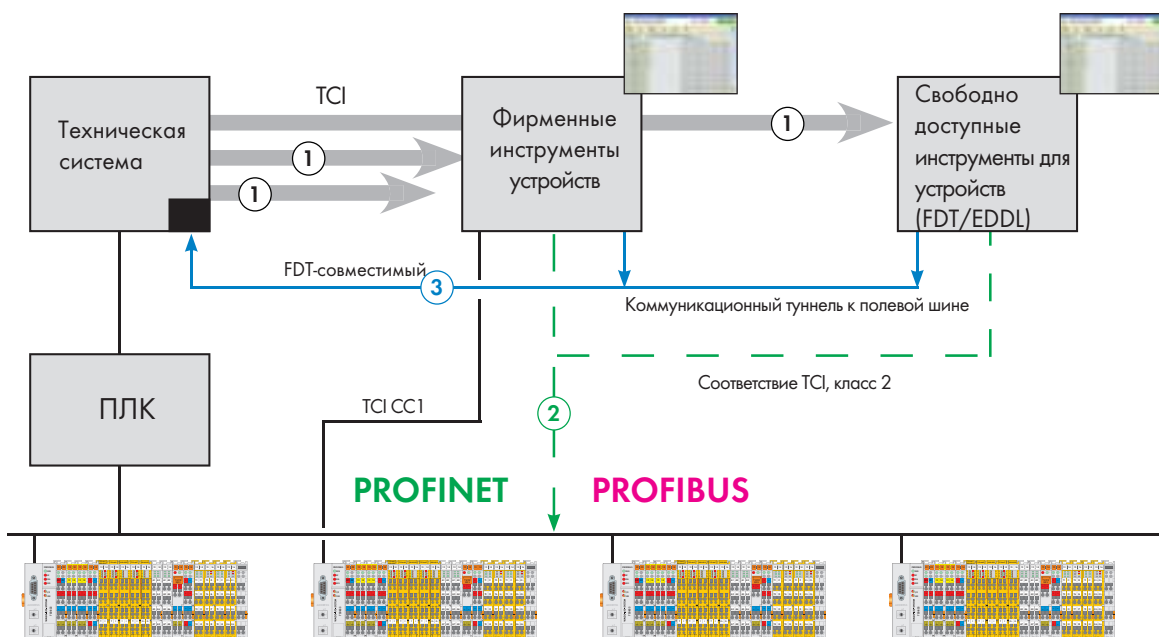 TCI
Техническая
система
Фирменные
инструменты
устройств
Свободно
доступные
инструменты для
устройств
(FDT/EDDL)
1
1
1
FDT-совместимый
3
Коммуникационный туннель к полевой шине
Соответствие TCI, класс 2
ПЛК
TCI CC1
2
PROFINET
PROFIBUS